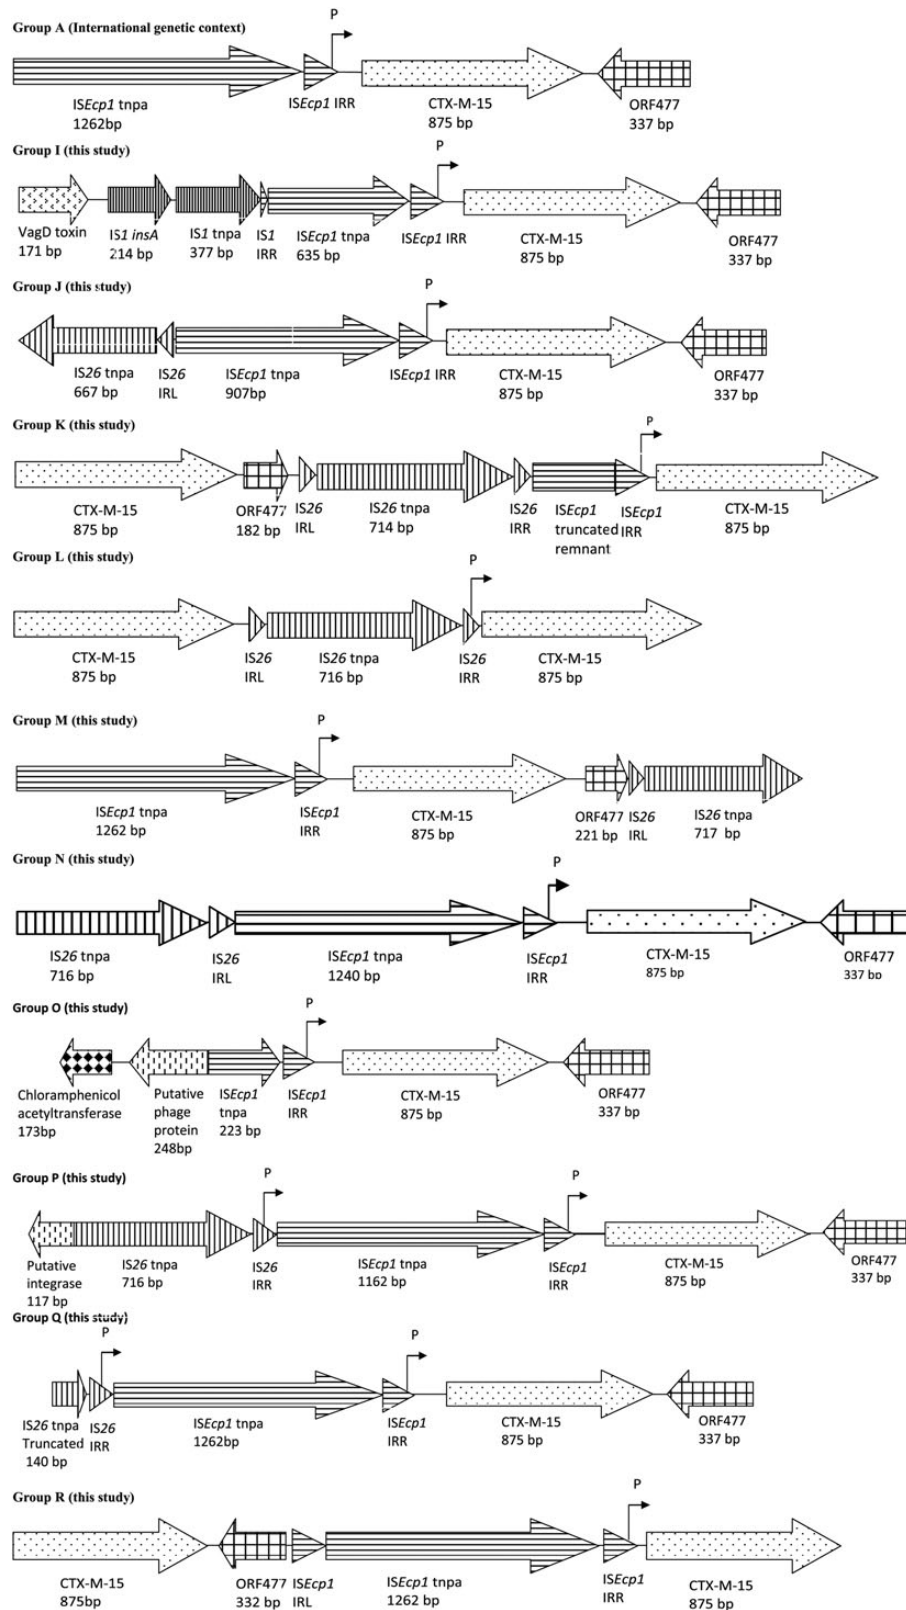 Group A (International genetic context)
P
ISEcp1 tnpa
1262bp
ISEcp1 IRR
CTX-M-15
875 bp
ORF477
337 bp
Group I (this study)
P
VagD toxin
171 bp
IS1 insA
214 bp
IS1 tnpa
377 bp
IS1
IRR
ISEcp1 tnpa
635 bp
ISEcp1 IRR
CTX-M-15
875 bp
ORF477
337 bp
Group J (this study)
P
IS26 tnpa
667 bp
IS26
IRL
ISEcp1 tnpa
907bp
ISEcp1 IRR
CTX-M-15
875 bp
ORF477
337 bp
Group K (this study)
P
CTX-M-15
875 bp
ORF477
182 bp
IS26
IRL
IS26 tnpa
714 bp
IS26
IRR
ISEcp1
truncated
remnant
ISEcp1
IRR
CTX-M-15
875 bp
Group L (this study)
P
CTX-M-15
875 bp
IS26
IRL
IS26 tnpa
716 bp
IS26
IRR
CTX-M-15
875 bp
Group M (this study)
P
ISEcp1 tnpa
1262 bp
ISEcp1
IRR
CTX-M-15
875 bp
ORF477
221 bp
IS26
IRL
IS26 tnpa
717 bp
Group N (this study)
P
IS26 tnpa
716 bp
IS26
IRL
ISEcp1 tnpa
1240 bp
ISEcp1
IRR
CTX-M-15
875 bp
ORF477
337 bp
Group O (this study)
P
Chloramphenicol
acetyltransferase
173bp
Putative
phage
protein
248bp
ISEcp1
tnpa
223 bp
ISEcp1
IRR
CTX-M-15
875 bp
ORF477
337 bp
Group P (this study)
P
P
Putative
integrase
117 bp
IS26 tnpa
716 bp
IS26
IRR
ISEcp1 tnpa
1162 bp
ISEcp1
IRR
CTX-M-15
875 bp
ORF477
337 bp
Group Q (this study)
P
P
IS26 tnpa
Truncated
140 bp
IS26
IRR
ISEcp1 tnpa
1262bp
ISEcp1
IRR
CTX-M-15
875 bp
ORF477
337 bp
Group R (this study)
P
CTX-M-15
875bp
ORF477
332 bp
ISEcp1
IRL
ISEcp1 tnpa
1262 bp
ISEcp1
IRR
CTX-M-15
875 bp